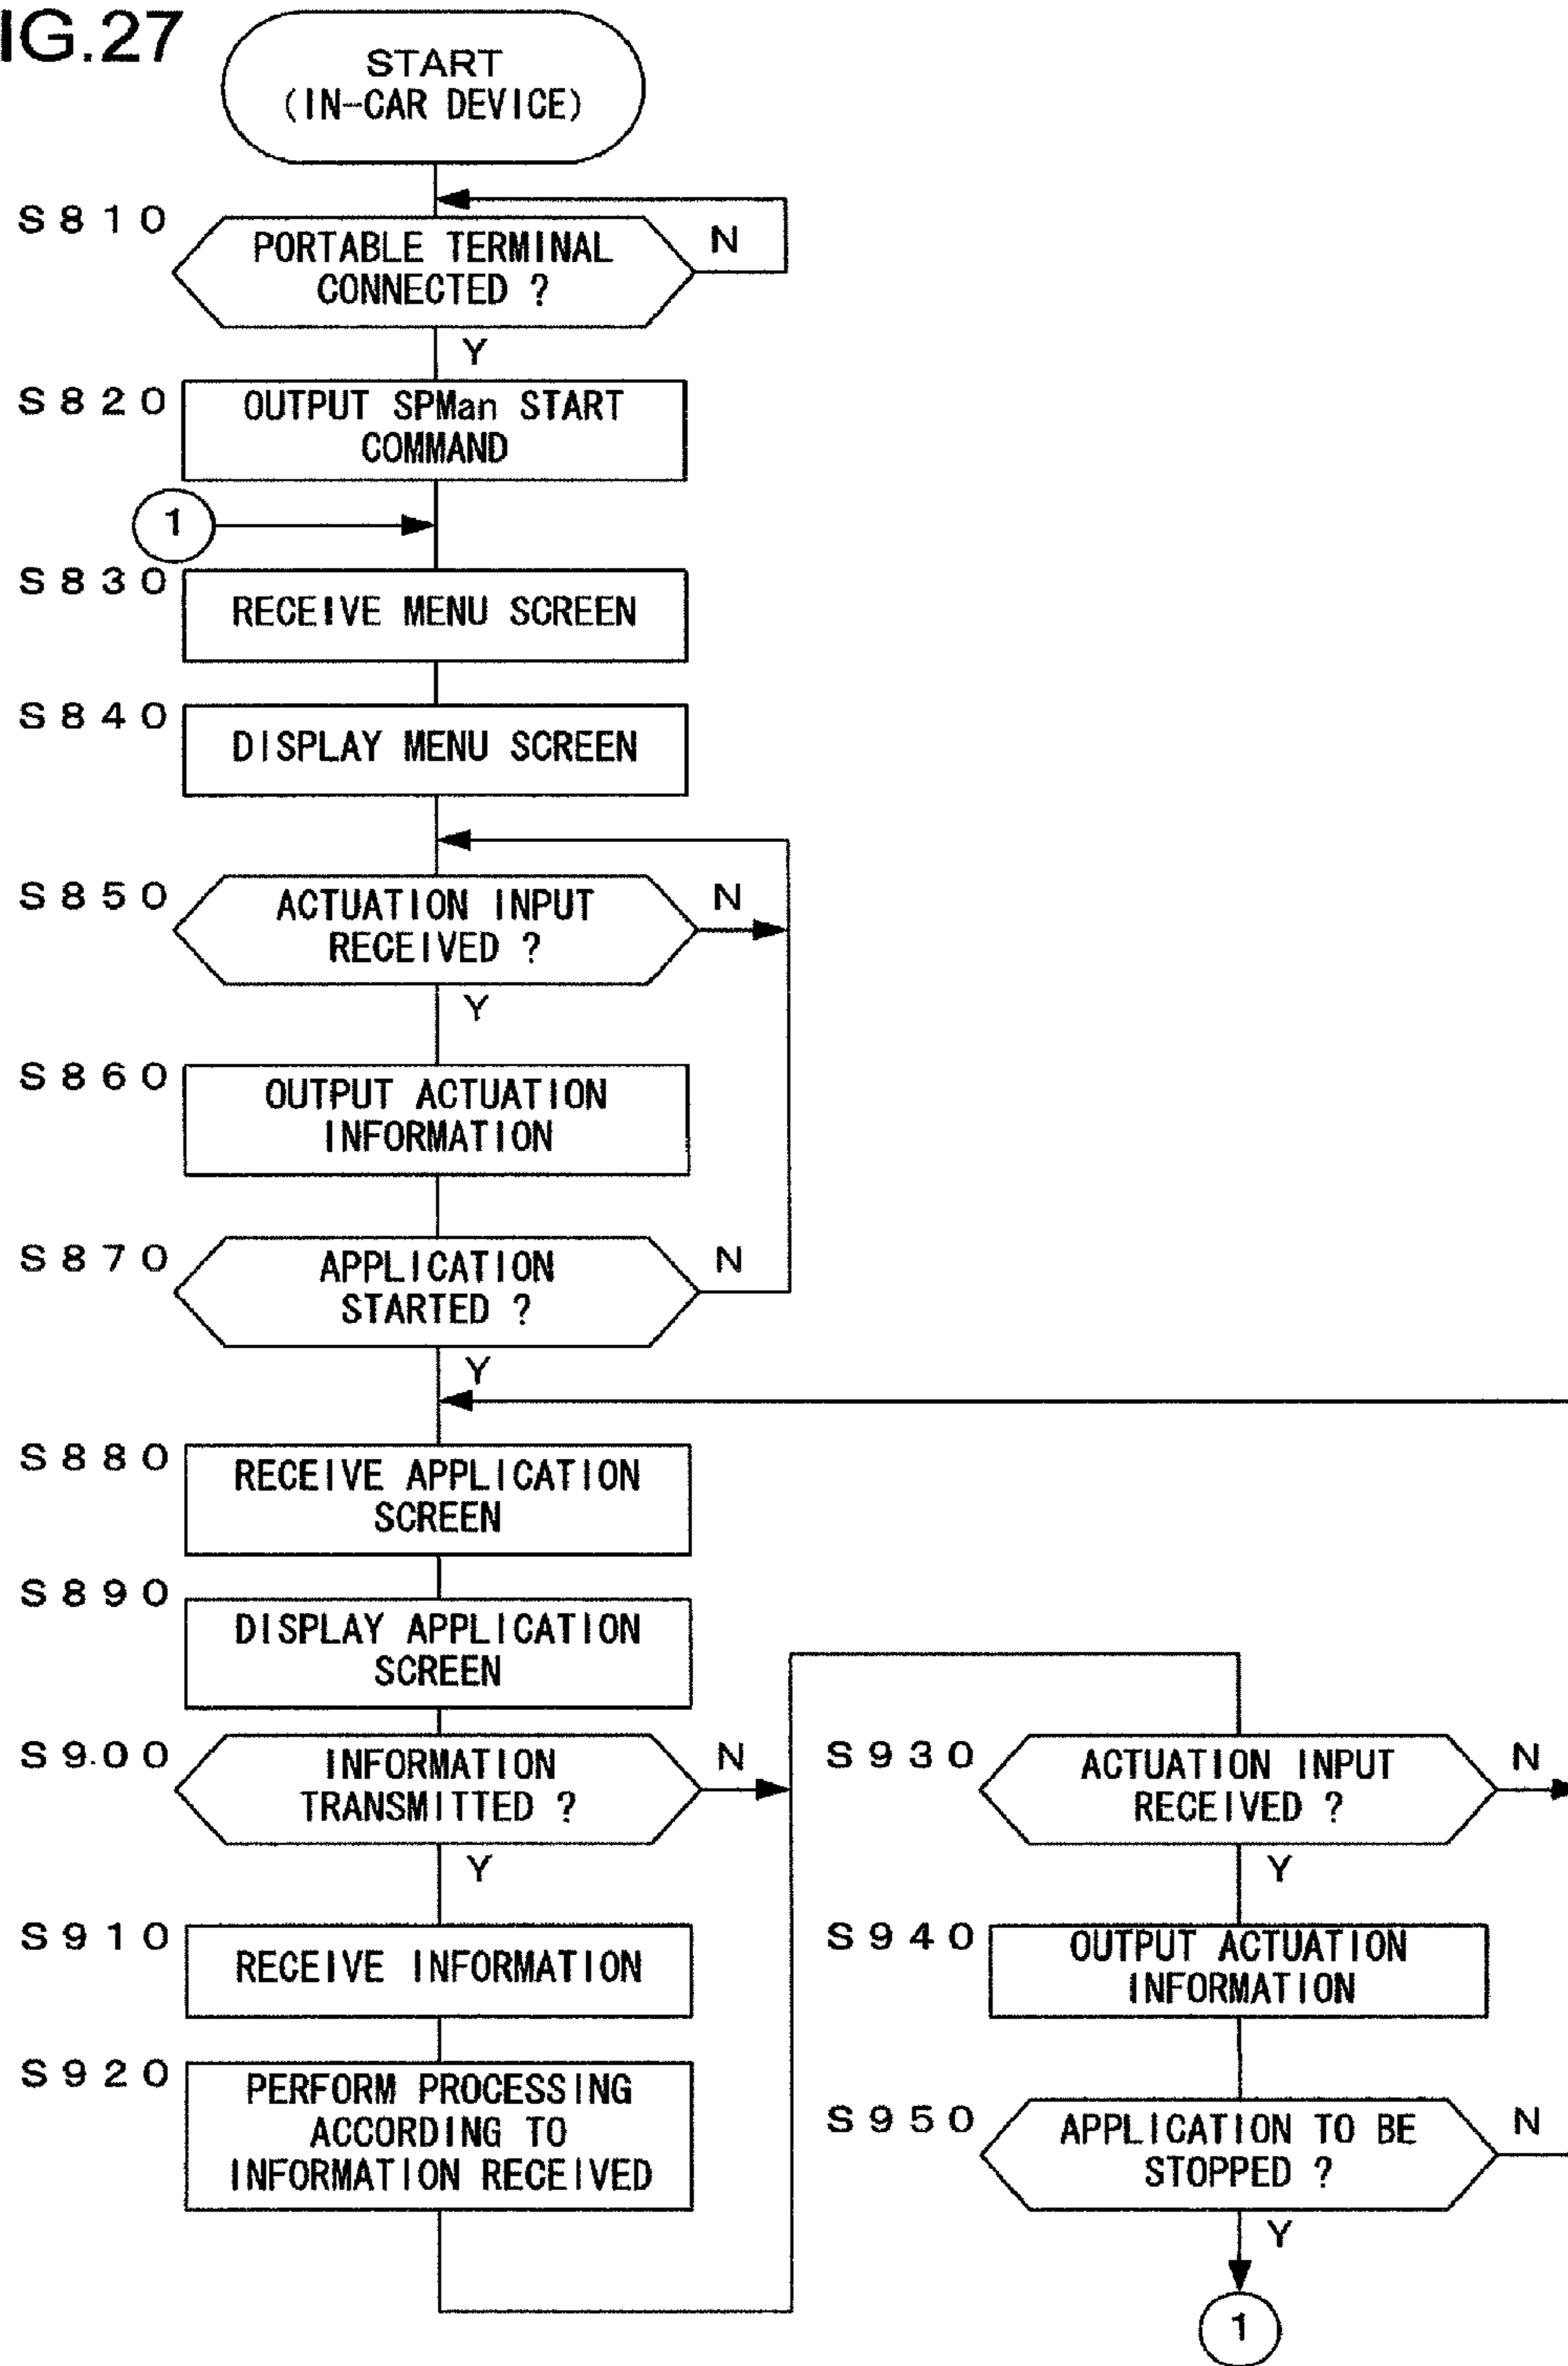 IG.27
START
(IN-CAR DEVICE)
S810
PORTABLE TERMINAL
CONNECTED ?
N
Y
S820
OUTPUT SPMan START
COMMAND
1
S830
RECEIVE MENU SCREEN
S840
DISPLAY MENU SCREEN
S850
ACTUATION INPUT
RECEIVED ?
N
Y
S860
OUTPUT ACTUATION
INFORMATION
S870
APPLICATION
STARTED ?
N
Y
S880
RECEIVE APPLICATION
SCREEN
S890
DISPLAY APPLICATION
SCREEN
S9.00
INFORMATION
TRANSMITTED ?
N
Y
S910
RECEIVE INFORMATION
S920
PERFORM PROCESSING
ACCORDING TO
INFORMATION RECEIVED
S930
ACTUATION INPUT
RECEIVED ?
N
Y
S940
OUTPUT ACTUATION
INFORMATION
S950
APPLICATION TO BE
STOPPED ?
N
Y
1